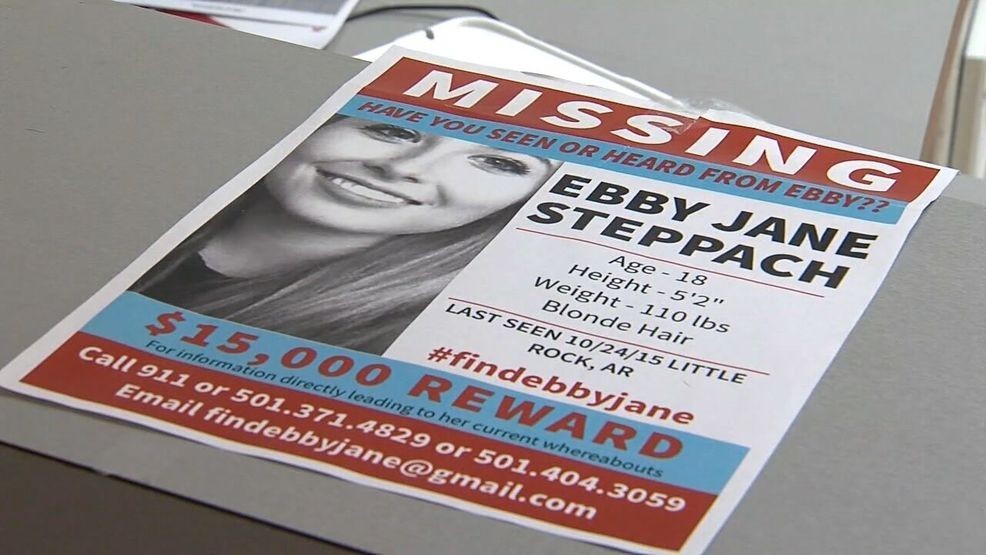 MISSING
HAVE YOU SEEN OR HEARD FROM EBBY??
EBBY JANE
STEPPACH
Age - 18
Height - 5'2"
Weight - 110 lbs
Blonde Hair
LAST SEEN 10/24/15 LITTLE
ROCK, AR
#findebbyjane
$15,000 REWARD
For information directly leading to her current whereabouts
Call 911 or 501.371.4829 or 501.404.3059
Email findebbyjane@gmail.com